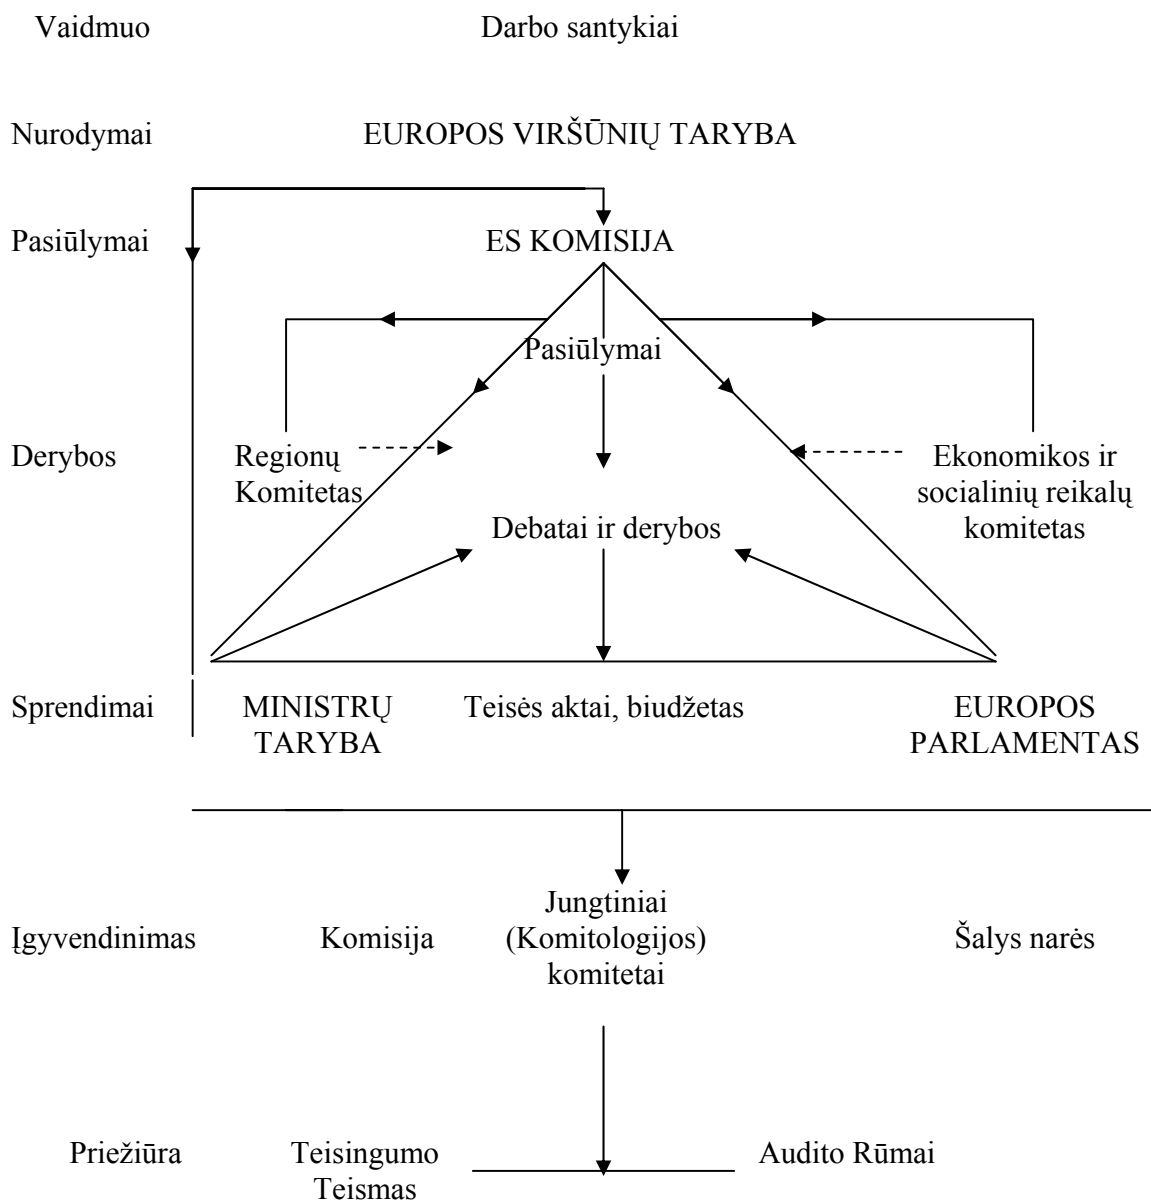 Vaidmuo Darbo santykiai
Nurodymai EUROPOS VIRŠŪNIŲ TARYBA
Pasiūlymai ES KOMISIJA
Pasiūlymai
Derybos Regionų Komitetas Ekonomikos ir socialinių reikalų komitetas
Debatai ir derybos
Sprendimai MINISTRŲ TARYBA Teisės aktai, biudžetas EUROPOS PARLAMENTAS
Įgyvendinimas Komisija Jungtiniai (Komitologijos) komitetai Šalys narės
Priežiūra Teisingumo Teismas Audito Rūmai